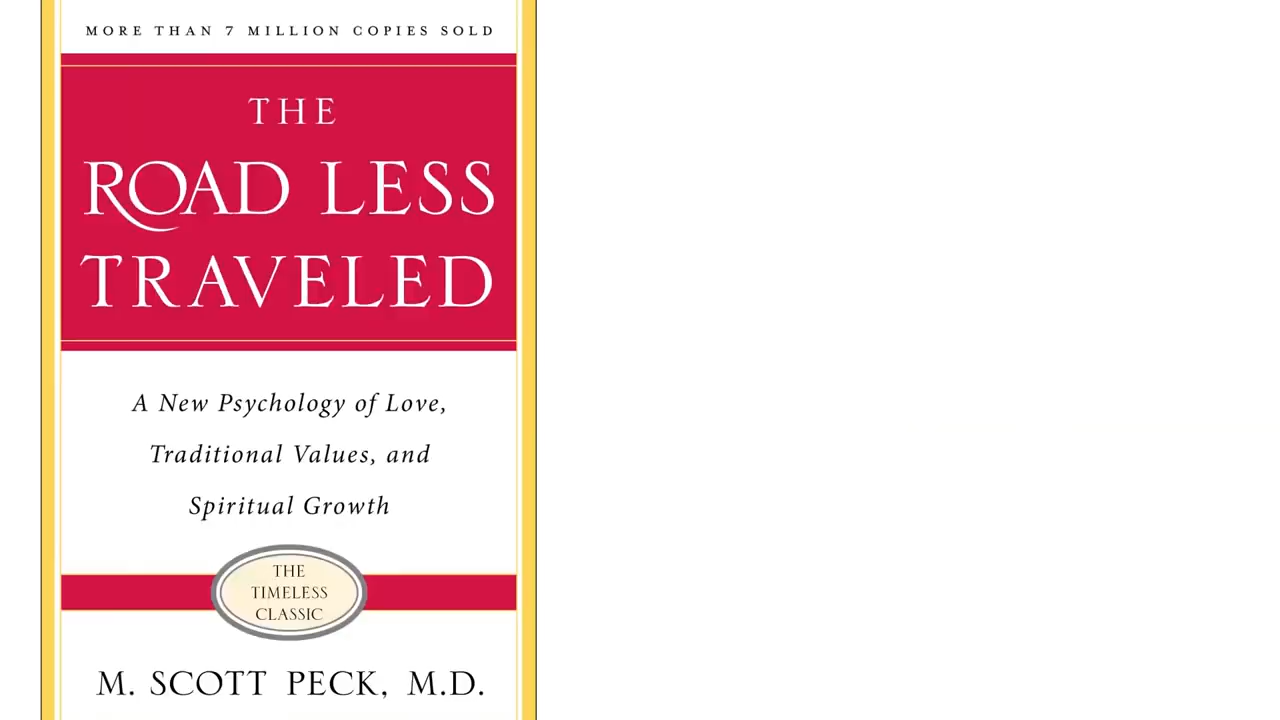 MORE THAN 7 MILLION COPIES SOLD
THE
ROAD LESS
TRAVELED
A New Psychology of Love,
Traditional Values, and
Spiritual Growth
THE
TIMELESS
CLASSIC
M. SCOTT PECK, M.D.